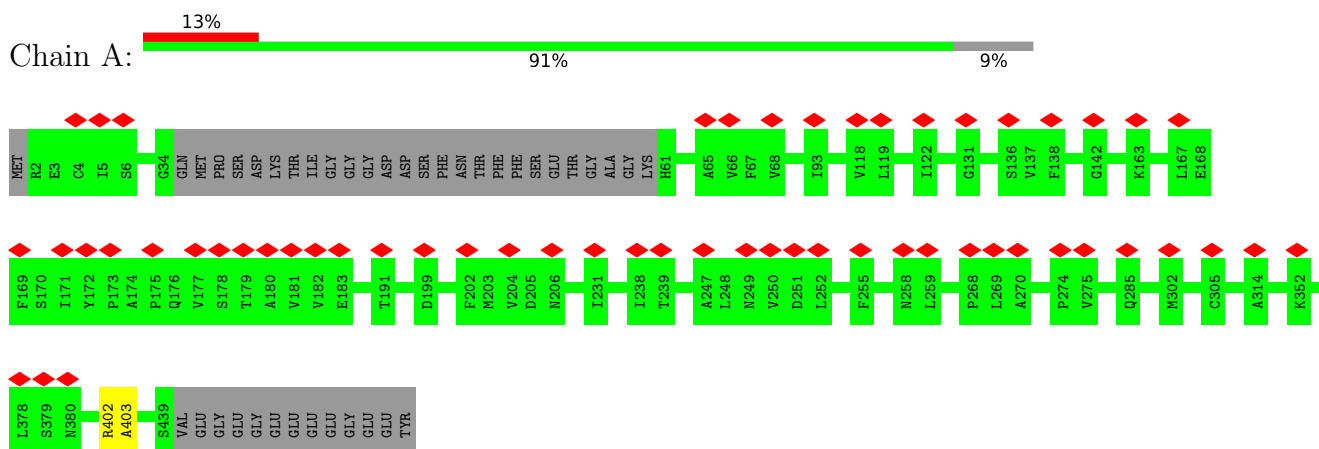 13%
Chain A:
91% 9%
MET R2 E3 C4 I5 S6 G34 GLN MET PRO SER ASP LYS THR ILE GLY GLY GLY ASP ASP SER PHE ASN THR PHE PHE SER GLU THR GLY ALA GLY LYS H61 A65 V66 F67 V68 I93 V118 L119 I122 G131 S136 V137 F138 G142 K163 L167 E168
F169 S170 I171 Y172 P173 A174 P175 Q176 V177 S178 T179 A180 V181 V182 E183 T191 D199 F202 M203 V204 D205 N206 I231 I238 T239 A247 L248 N249 V250 D251 L252 F255 N258 L259 P268 L269 A270 P274 V275 Q285 M302 C305 A314 K352
L378 S379 N380 R402 A403 S439 VAL GLU GLY GLU GLY GLU GLU GLU GLU GLY GLU GLU TYR